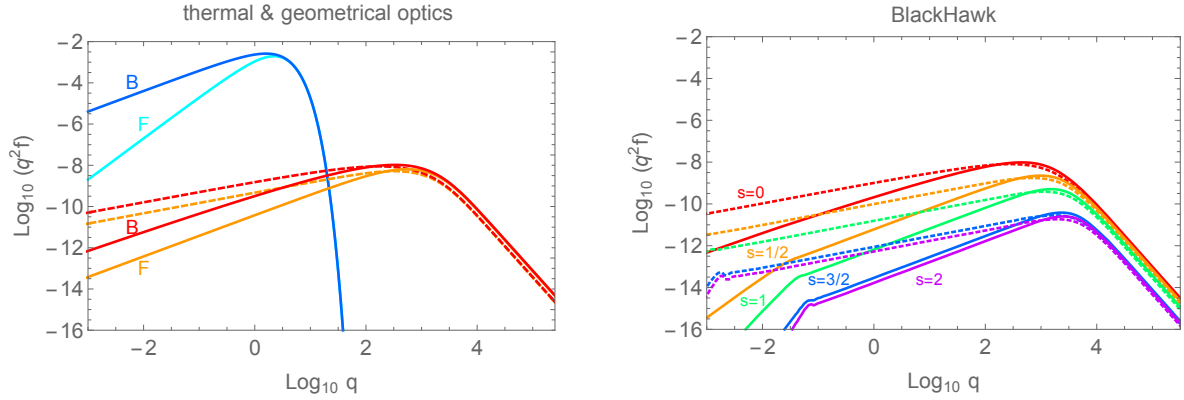 thermal & geometrical optics
Log₁₀ (q²f)
−2
−4
−6
−8
−10
−12
−14
−16
B
F
B
F
−2
0
2
4
Log₁₀ q
BlackHawk
Log₁₀ (q²f)
−2
−4
−6
−8
−10
−12
−14
−16
s=0
s=1/2
s=1
s=3/2
s=2
−2
0
2
4
Log₁₀ q